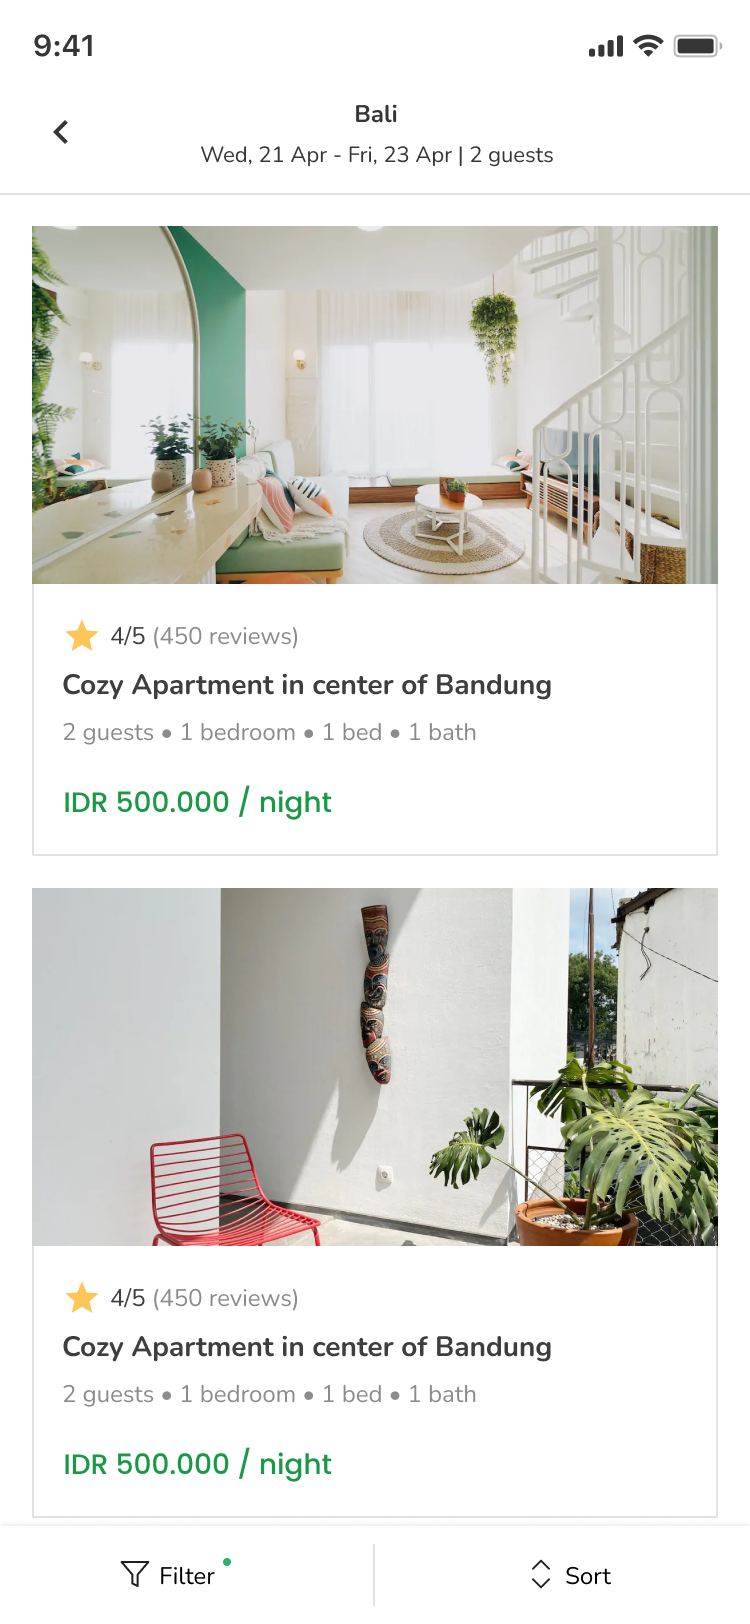 9:41
Bali
Wed, 21 Apr - Fri, 23 Apr | 2 guests
4/5 (450 reviews)
Cozy Apartment in center of Bandung
2 guests • 1 bedroom • 1 bed • 1 bath
IDR 500.000 / night
4/5 (450 reviews)
Cozy Apartment in center of Bandung
2 guests • 1 bedroom • 1 bed • 1 bath
IDR 500.000 / night
Filter
Sort